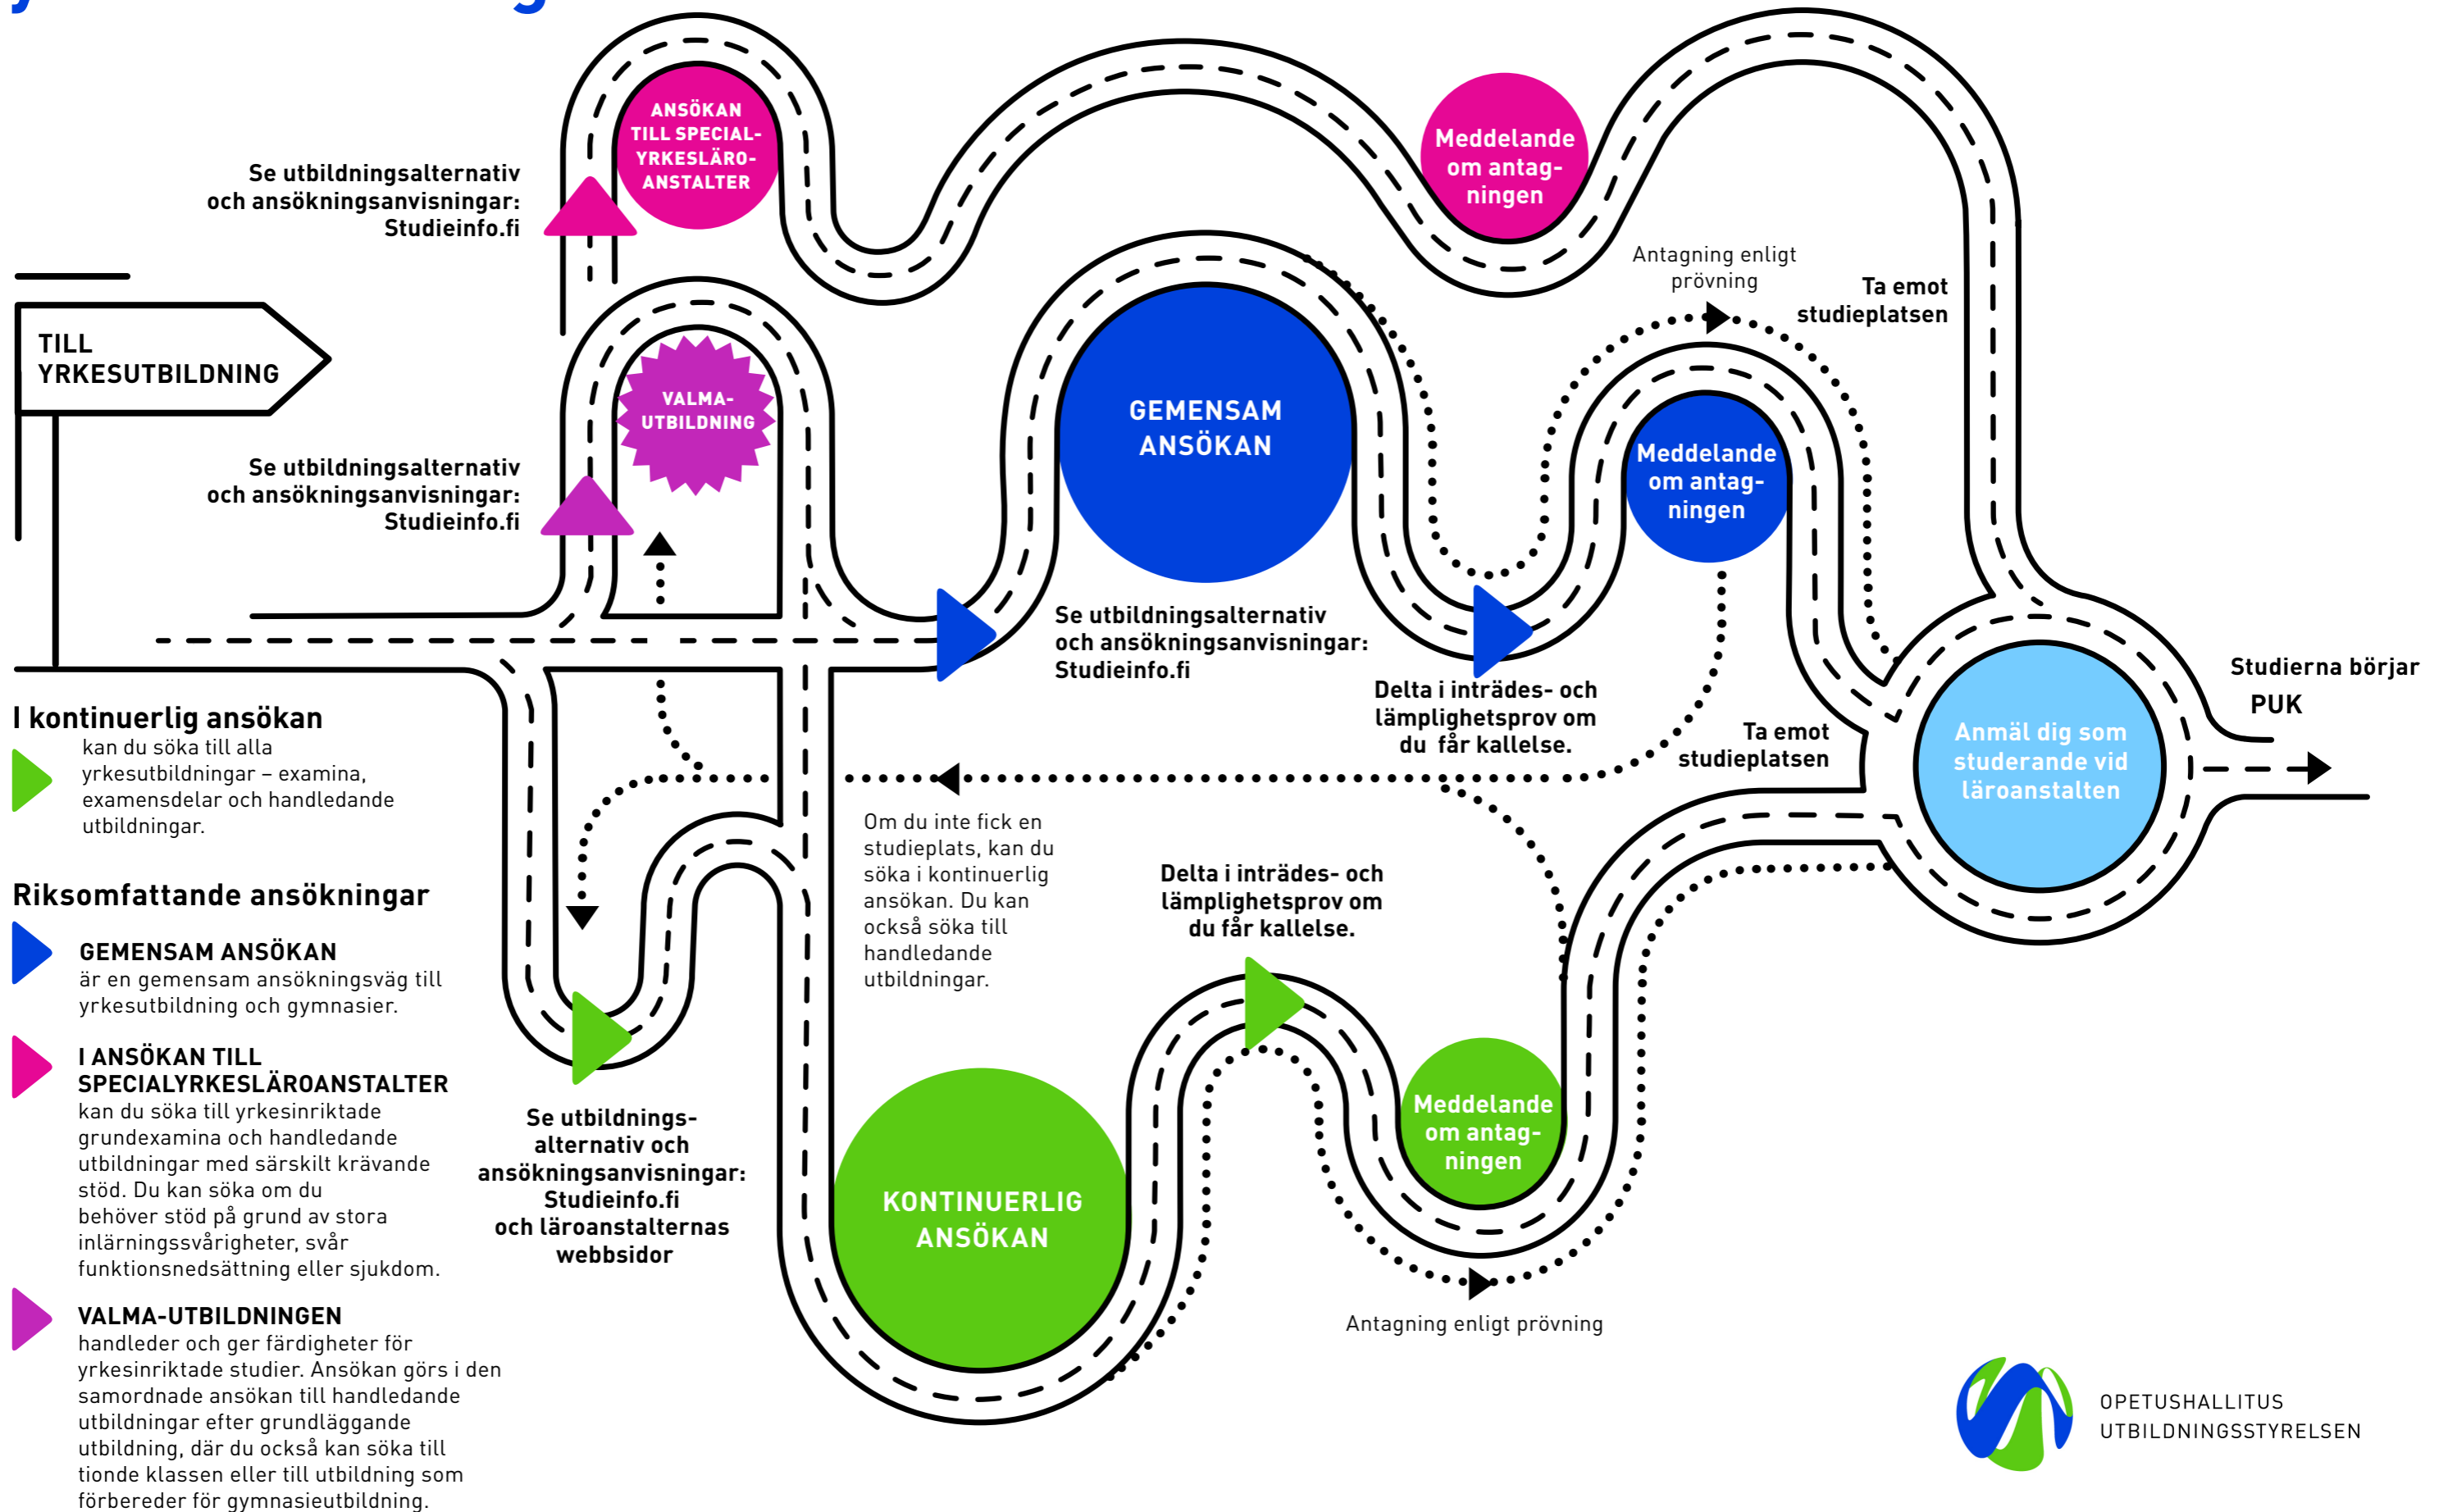 ANSÖKAN
TILL SPECIAL-
YRKESLÄRO-
ANSTALTER
Meddelande
om antag-
ningen
Se utbildningsalternativ
och ansökningsanvisningar:
Studieinfo.fi
Antagning enligt
prövning
Ta emot
studieplatsen
TILL
YRKESUTBILDNING
VALMA-
UTBILDNING
GEMENSAM
ANSÖKAN
Meddelande
om antag-
ningen
Se utbildningsalternativ
och ansökningsanvisningar:
Studieinfo.fi
Se utbildningsalternativ
och ansökningsanvisningar:
Studieinfo.fi
Delta i inträdes- och
lämplighetsprov om
du får kallelse.
Ta emot
studieplatsen
Anmäl dig som
studerande vid
läroanstalten
Studierna börjar
PUK
I kontinuerlig ansökan
kan du söka till alla
yrkesutbildningar – examina,
examensdelar och handledande
utbildningar.
Om du inte fick en
studieplats, kan du
söka i kontinuerlig
ansökan. Du kan
också söka till
handledande
utbildningar.
Delta i inträdes- och
lämplighetsprov om
du får kallelse.
Riksomfattande ansökningar
GEMENSAM ANSÖKAN
är en gemensam ansökningsväg till
yrkesutbildning och gymnasier.
I ANSÖKAN TILL
SPECIALYRKESLÄROANSTALTER
kan du söka till yrkesinriktade
grundexamina och handledande
utbildningar med särskilt krävande
stöd. Du kan söka om du
behöver stöd på grund av stora
inlärningssvårigheter, svår
funktionsnedsättning eller sjukdom.
VALMA-UTBILDNINGEN
handleder och ger färdigheter för
yrkesinriktade studier. Ansökan görs i den
samordnade ansökan till handledande
utbildningar efter grundläggande
utbildning, där du också kan söka till
tionde klassen eller till utbildning som
förbereder för gymnasieutbildning.
Se utbildnings-
alternativ och
ansökningsanvisningar:
Studieinfo.fi
och läroanstalternas
webbsidor
KONTINUERLIG
ANSÖKAN
Meddelande
om antag-
ningen
Antagning enligt prövning
OPETUSHALLITUS
UTBILDNINGSSTYRELSEN